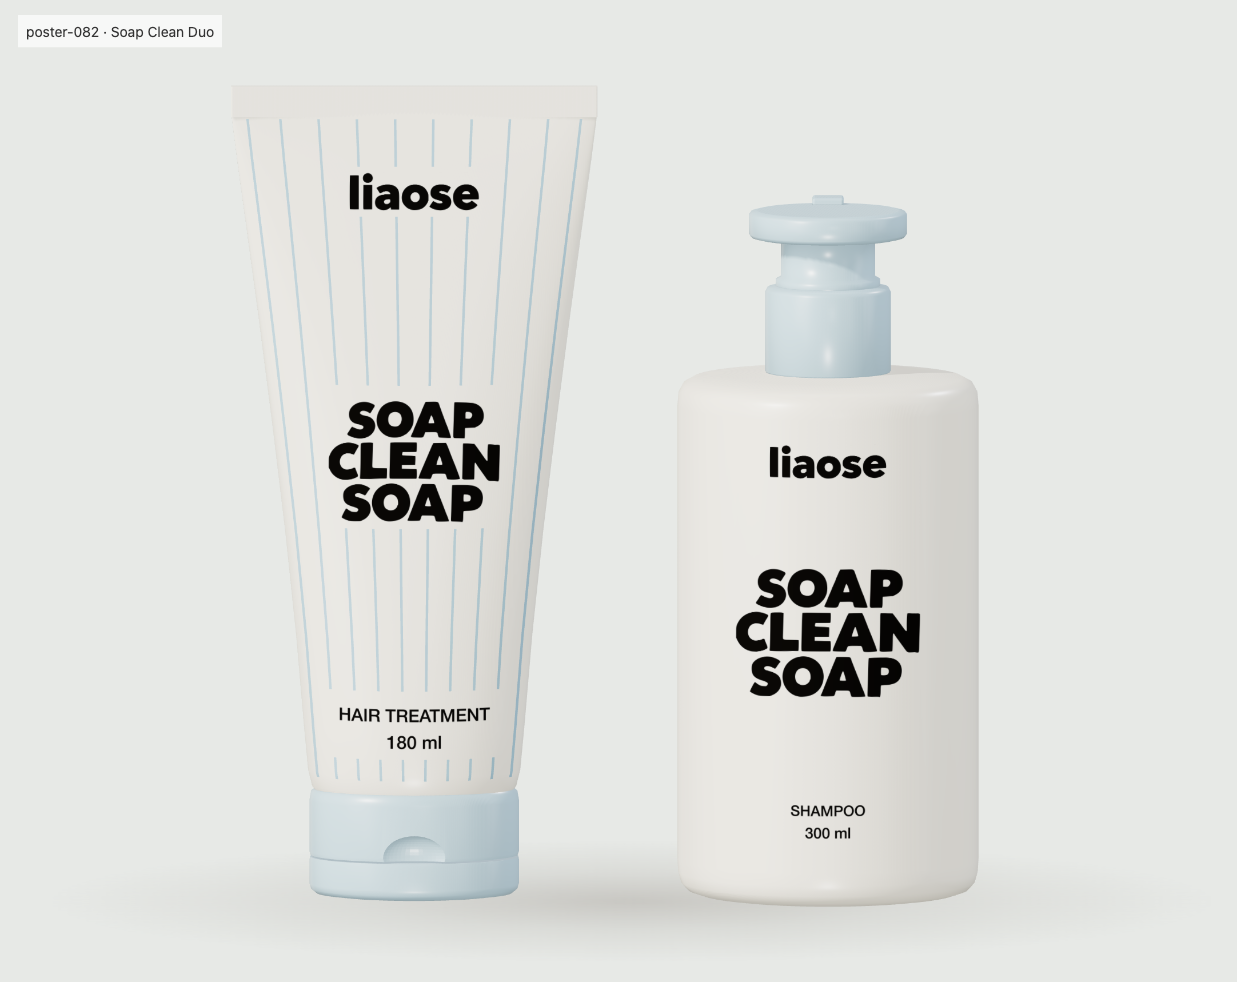 poster-082 · Soap Clean Duo
liaose
SOAP
CLEAN
SOAP
HAIR TREATMENT
180 ml
liaose
SOAP
CLEAN
SOAP
SHAMPOO
300 ml